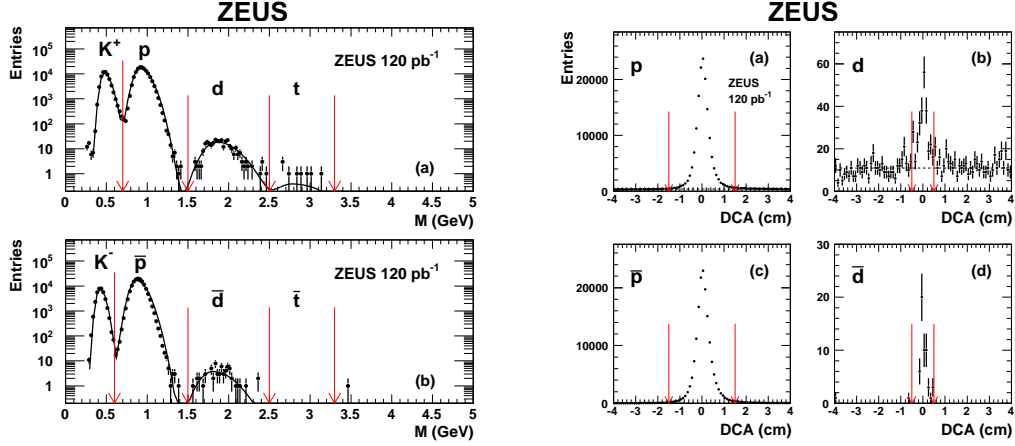 ZEUS
Entries
10⁵
10⁴
10³
10²
10
1
K⁺ p d t
ZEUS 120 pb⁻¹
(a)
0 0.5 1 1.5 2 2.5 3 3.5 4 4.5 5
M (GeV)
Entries
10⁵
10⁴
10³
10²
10
1
K⁻ p̅ d̅ t̅
ZEUS 120 pb⁻¹
(b)
0 0.5 1 1.5 2 2.5 3 3.5 4 4.5 5
M (GeV)
ZEUS
Entries
p
(a)
ZEUS
120 pb⁻¹
20000
10000
0
-4 -3 -2 -1 0 1 2 3 4
DCA (cm)
d
(b)
60
40
20
0
-4 -3 -2 -1 0 1 2 3 4
DCA (cm)
p̅
(c)
20000
10000
0
-4 -3 -2 -1 0 1 2 3 4
DCA (cm)
d̅
(d)
30
20
10
0
-4 -3 -2 -1 0 1 2 3 4
DCA (cm)